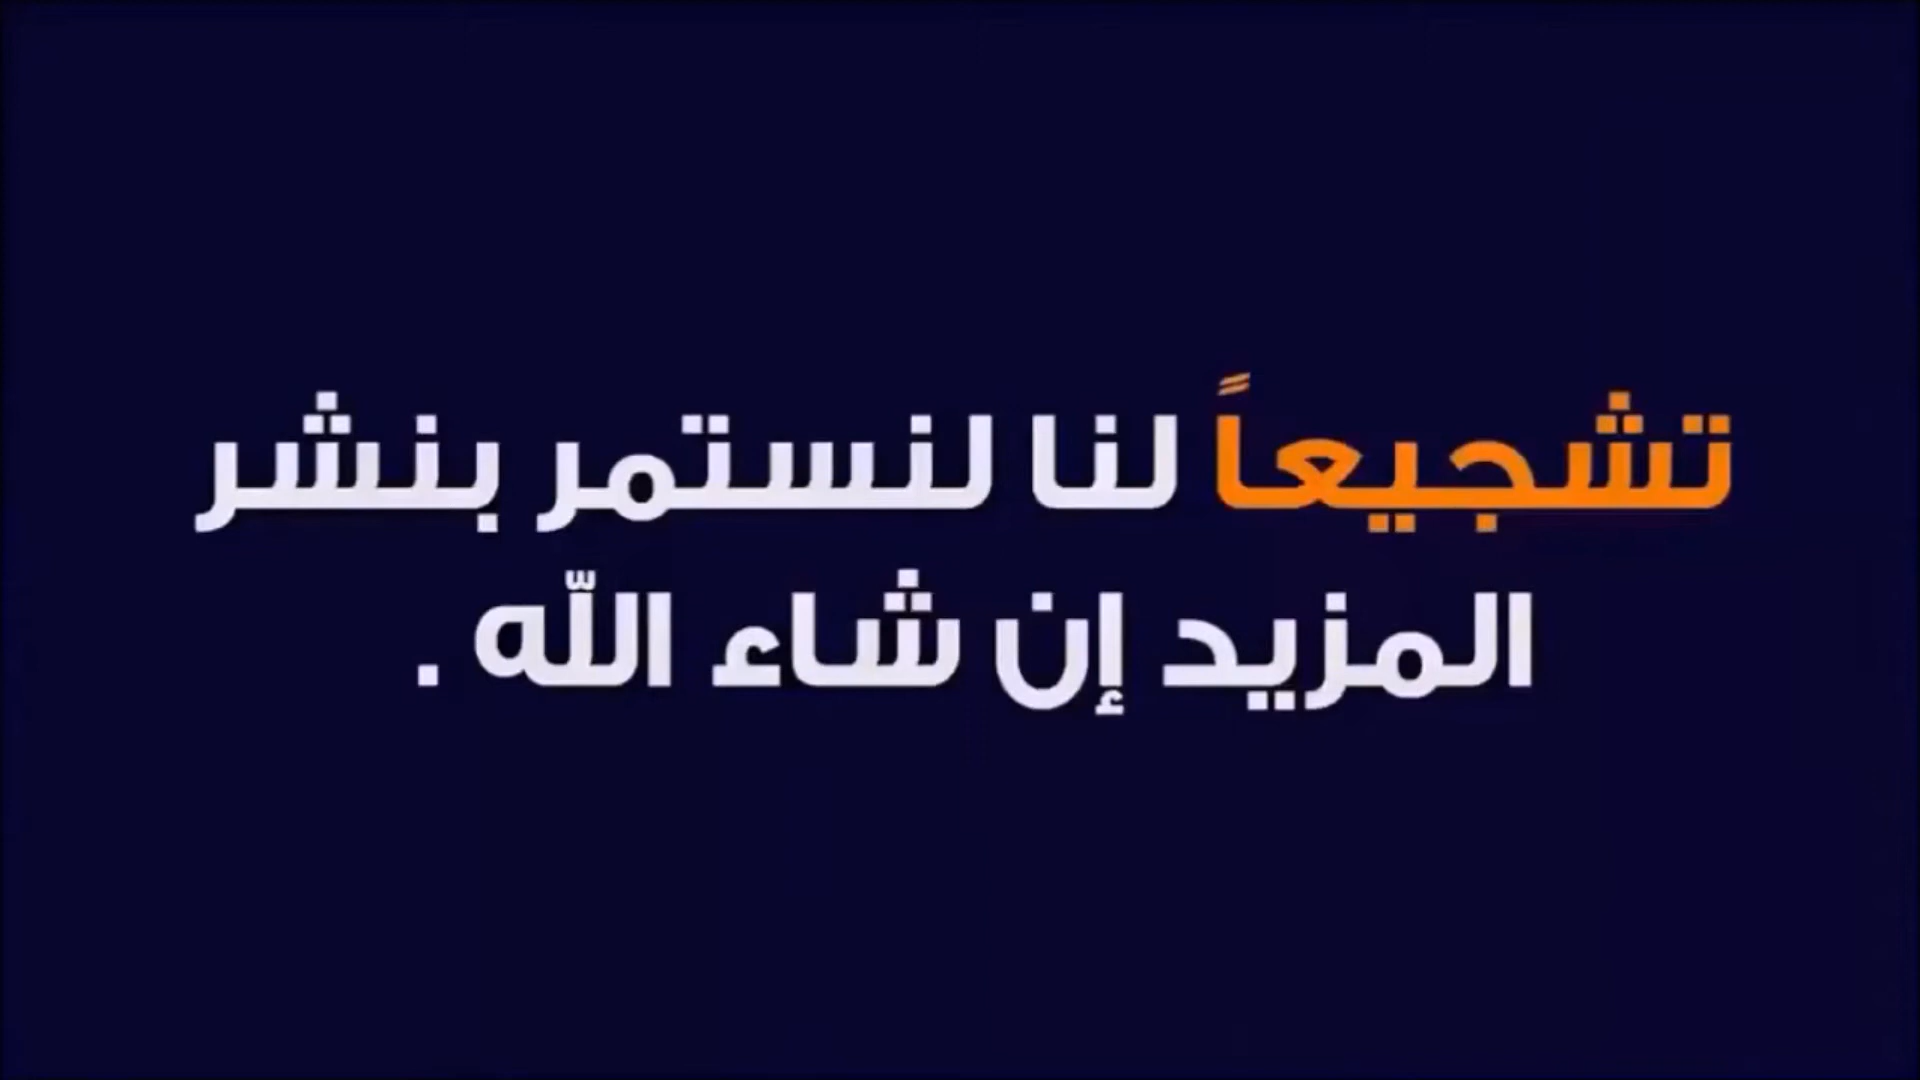 تشجيعاً لنا لنستمر بنشر
المزيد إن شاء اللّه .